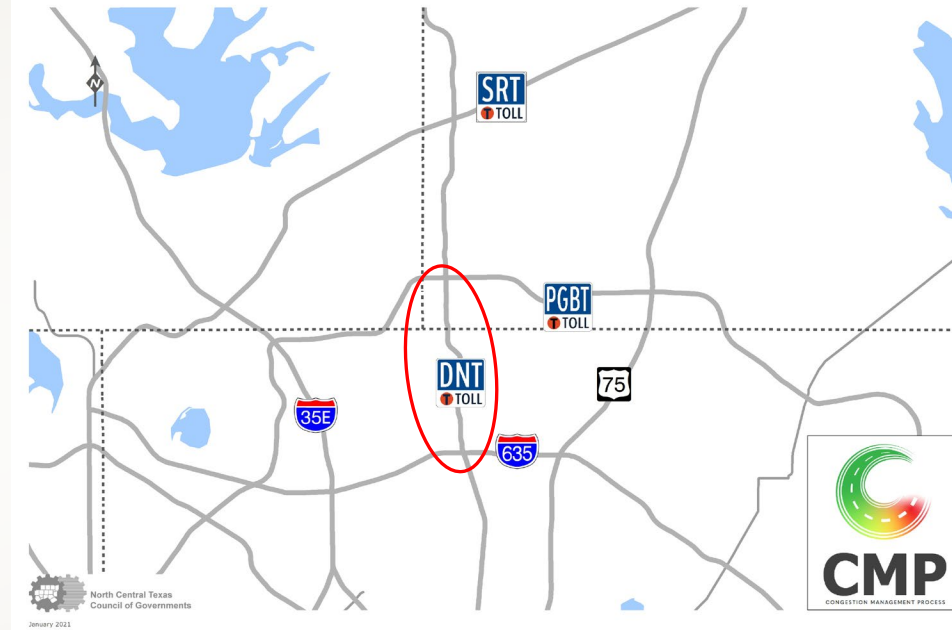 N
SRT
T TOLL
PGBT
T TOLL
DNT
T TOLL
75
35E
635
CMP
CONGESTION MANAGEMENT PROCESS
North Central Texas
Council of Governments
January 2021